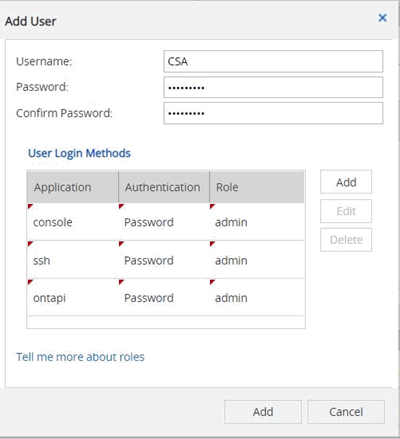 Add User ×
Username: CSA
Password: •••••••••
Confirm Password: •••••••••
User Login Methods
Application Authentication Role
console Password admin
ssh Password admin
ontapi Password admin
Add
Edit
Delete
Tell me more about roles
Add Cancel